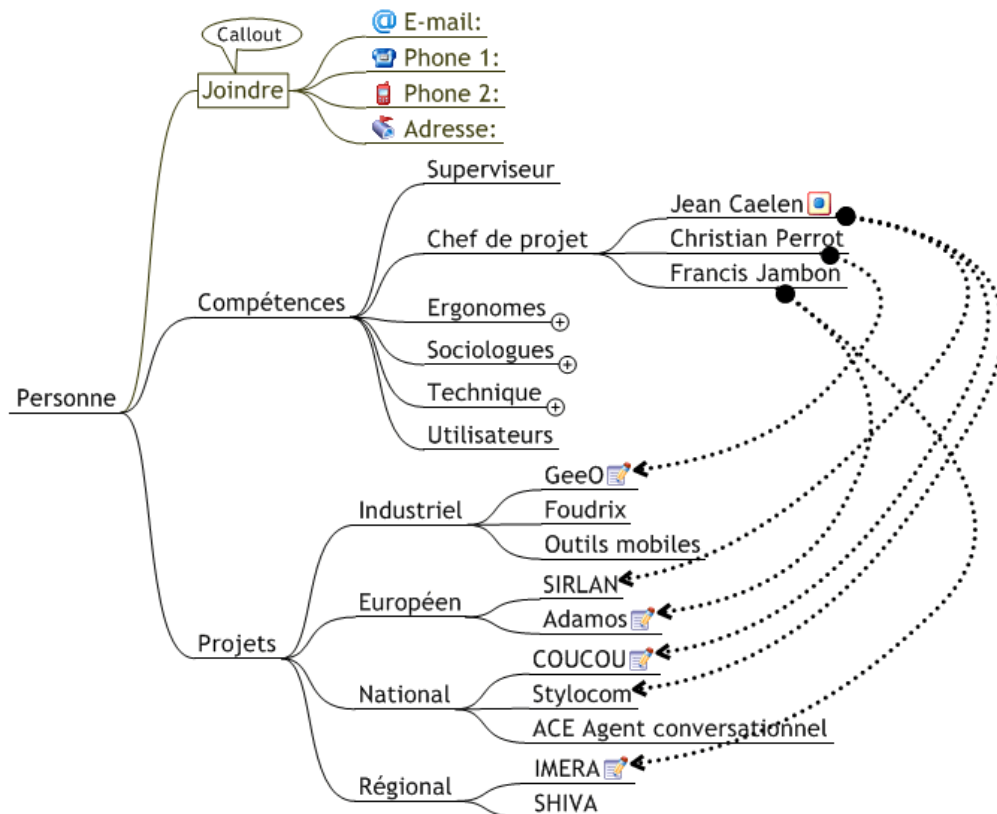 Callout
Joindre
E-mail:
Phone 1:
Phone 2:
Adresse:
Personne
Compétences
Superviseur
Chef de projet
Jean Caelen
Christian Perrot
Francis Jambon
Ergonomes
Sociologues
Technique
Utilisateurs
Projets
Industriel
GeeO
Foudrix
Outils mobiles
Européen
SIRLAN
Adamos
National
COUCOU
Stylocom
ACE Agent conversationnel
Régional
IMERA
SHIVA